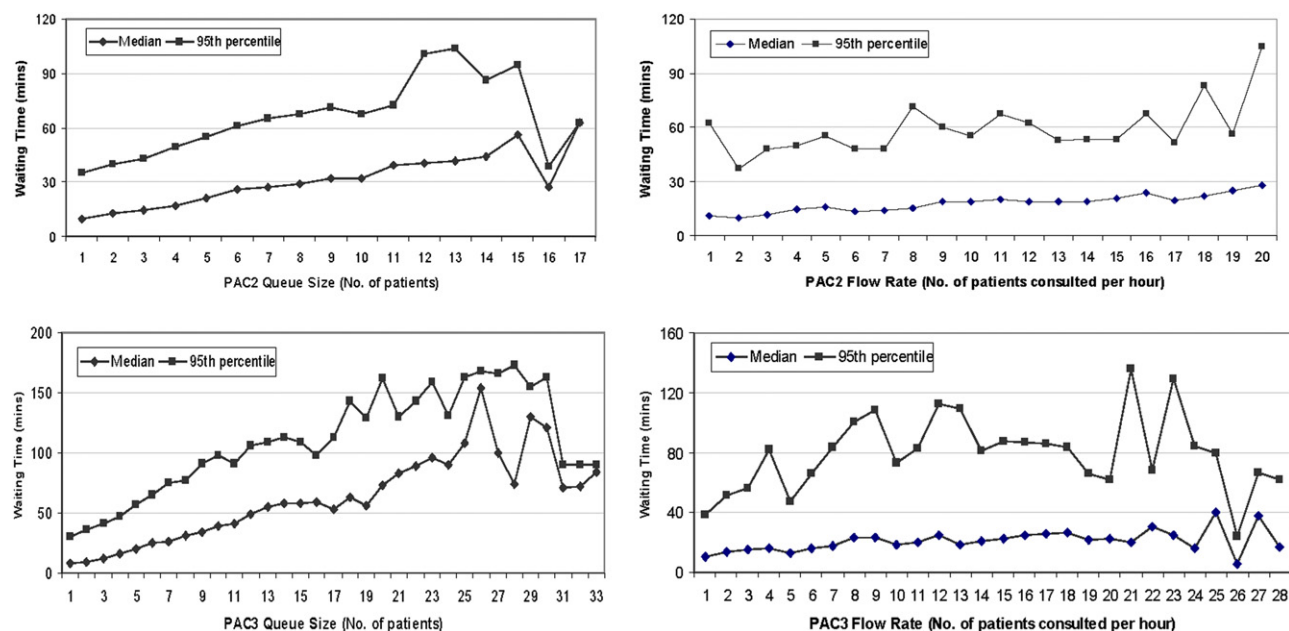 120
Median 95th percentile
90
60
30
0
Waiting Time (mins)
1 2 3 4 5 6 7 8 9 10 11 12 13 14 15 16 17
PAC2 Queue Size (No. of patients)
120
Median 95th percentile
90
60
30
0
Waiting Time (mins)
1 2 3 4 5 6 7 8 9 10 11 12 13 14 15 16 17 18 19 20
PAC2 Flow Rate (No. of patients consulted per hour)
200
Median 95th percentile
150
100
50
0
Waiting Time (mins)
1 3 5 7 9 11 13 15 17 19 21 23 25 27 29 31 33
PAC3 Queue Size (No. of patients)
160
Median 95th percentile
120
80
40
0
Waiting Time (mins)
1 2 3 4 5 6 7 8 9 10 11 12 13 14 15 16 17 18 19 20 21 22 23 24 25 26 27 28
PAC3 Flow Rate (No. of patients consulted per hour)